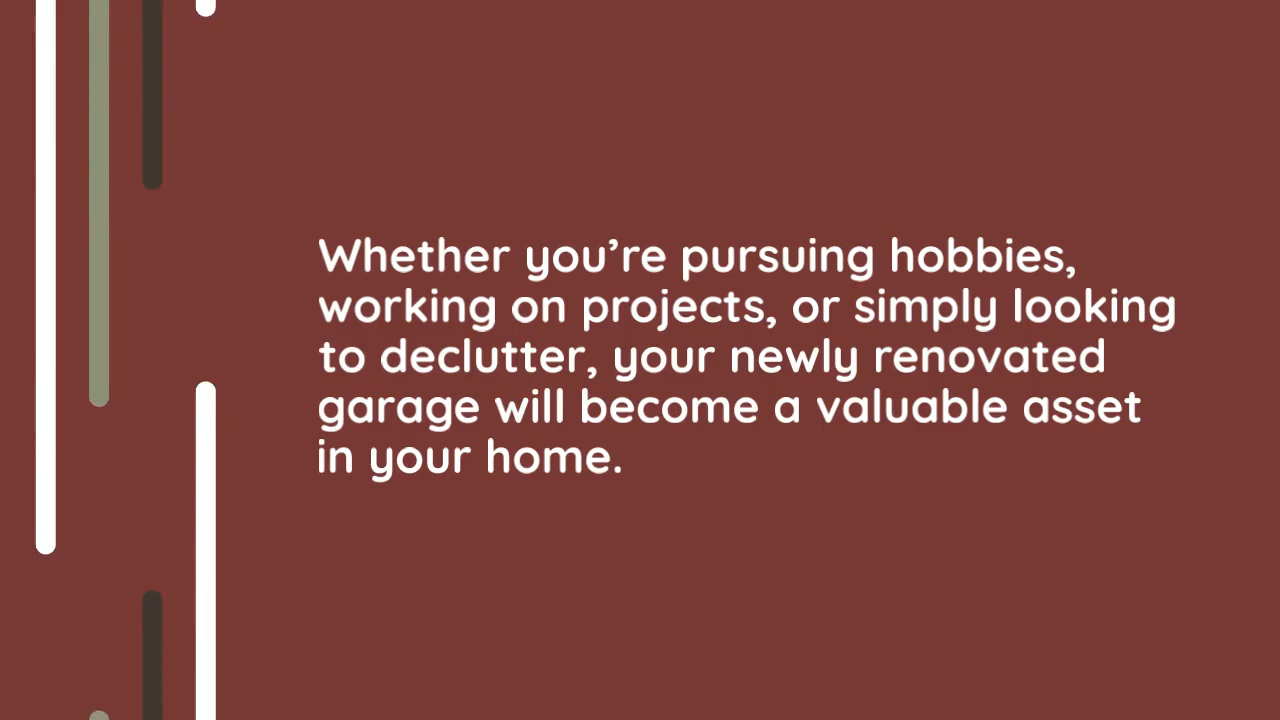 Whether you’re pursuing hobbies,
working on projects, or simply looking
to declutter, your newly renovated
garage will become a valuable asset
in your home.